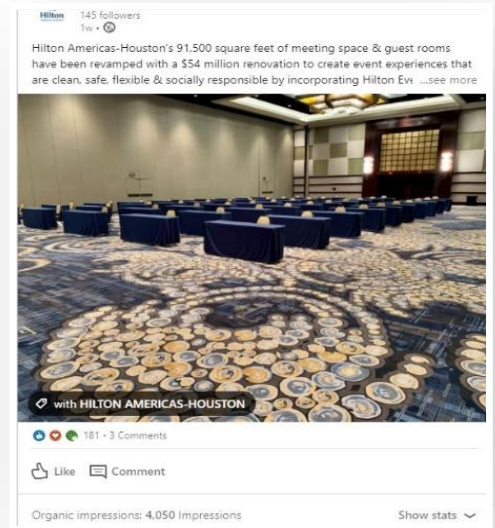 Hilton
145 followers
1w •
Hilton Americas-Houston's 91,500 square feet of meeting space & guest rooms
have been revamped with a $54 million renovation to create event experiences that
are clean, safe, flexible & socially responsible by incorporating Hilton Eve ...see more
with HILTON AMERICAS-HOUSTON
181 • 3 Comments
Like Comment
Organic impressions: 4,050 Impressions Show stats